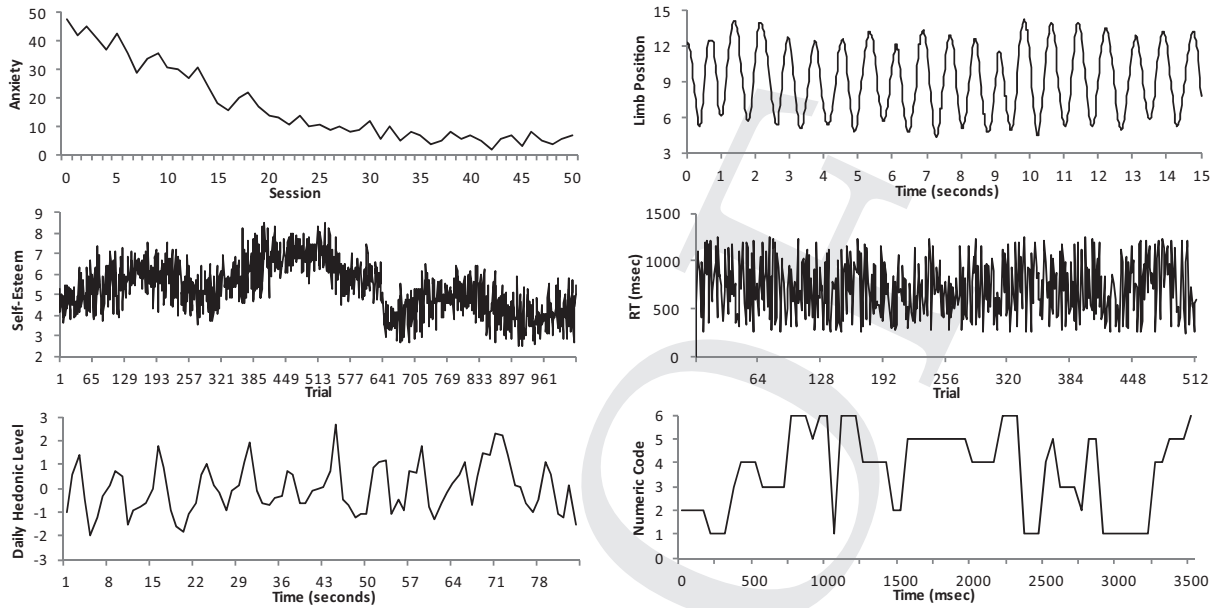 50
40
30
20
10
0
Anxiety
0 5 10 15 20 25 30 35 40 45 50
Session
15
12
9
6
3
Limb Position
0 1 2 3 4 5 6 7 8 9 10 11 12 13 14 15
Time (seconds)
9
8
7
6
5
4
3
2
Self-Esteem
1 65 129 193 257 321 385 449 513 577 641 705 769 833 897 961
Trial
1500
1000
500
0
RT (msec)
64 128 192 256 320 384 448 512
Trial
3
2
1
0
-1
-2
-3
Daily Hedonic Level
1 8 15 22 29 36 43 50 57 64 71 78
Time (seconds)
6
5
4
3
2
1
0
Numeric Code
0 500 1000 1500 2000 2500 3000 3500
Time (msec)